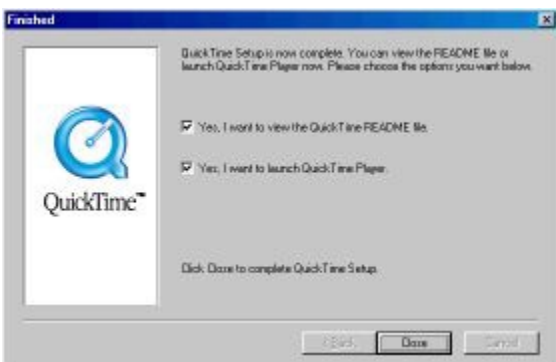 Finished
QuickTime Setup is now complete. You can view the README file or
launch QuickTime Player now. Please choose the options you want below.
Yes, I want to view the QuickTime README file.
Yes, I want to launch QuickTime Player.
QuickTime™
Click Close to complete QuickTime Setup.
< Back Close Cancel